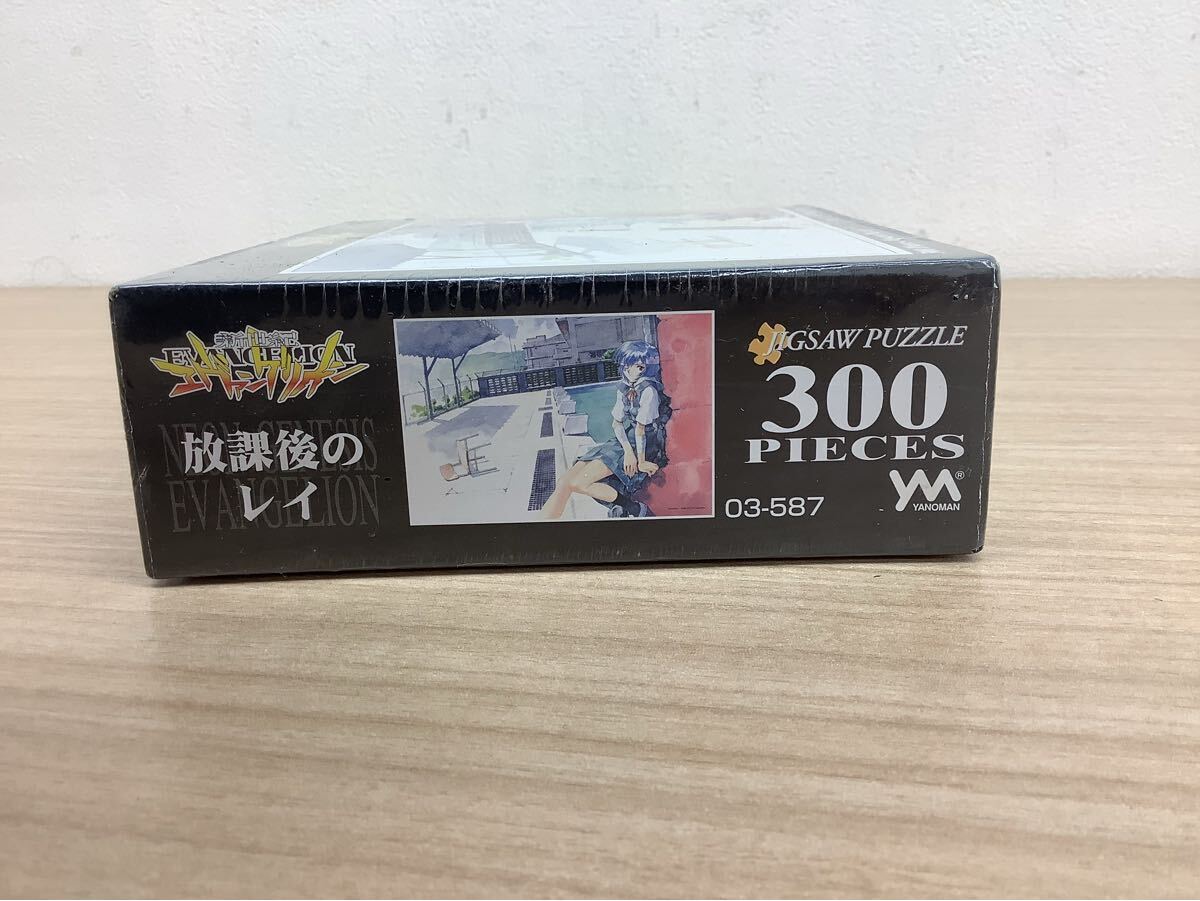 新世紀
EVANGELION
エヴァンゲリオン
NEON GENESIS
EVANGELION
放課後の
レイ
JIGSAW PUZZLE
300
PIECES
03-587
YM®
YANOMAN